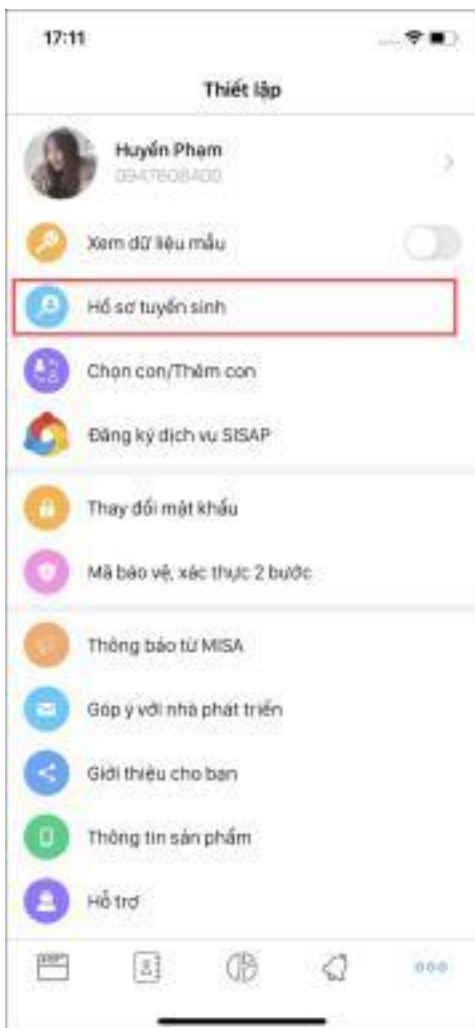 17:11
Thiết lập
Huyền Phạm
0947608400
Xem dữ liệu mẫu
Hồ sơ tuyển sinh
Chọn con/Thêm con
Đăng ký dịch vụ SISAP
Thay đổi mật khẩu
Mã bảo vệ, xác thực 2 bước
Thông báo từ MISA
Góp ý với nhà phát triển
Giới thiệu cho bạn
Thông tin sản phẩm
Hỗ trợ